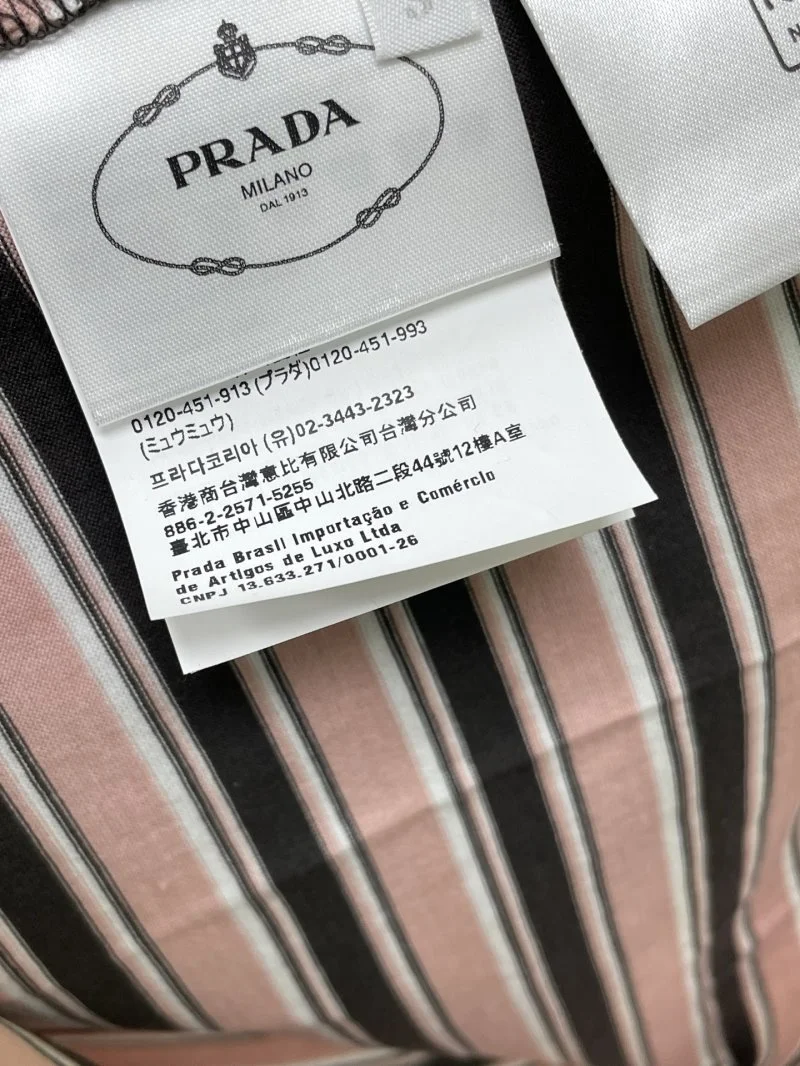 PRADA
MILANO
DAL 1913
0120-451-913 (プラダ)0120-451-993
(ミュウミュウ)
프라다코리아 (유)02-3443-2323
香港商台灣惠比有限公司台灣分公司
886-2-2571-5255
臺北市中山區中山北路二段44號12樓A室
Prada Brasil Importação e Comércio
de Artigos de Luxo Ltda
CNPJ 13.633.271/0001-26